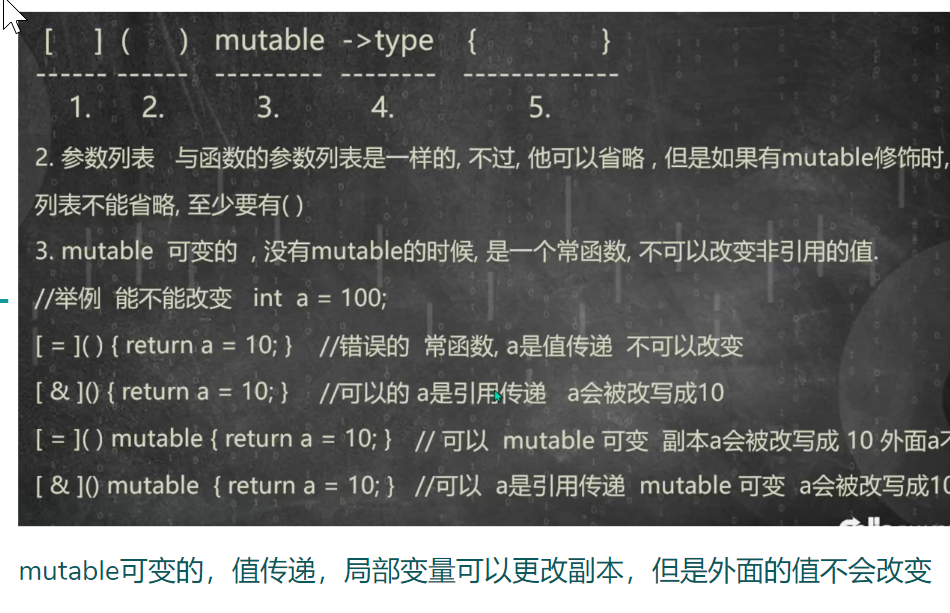 [ ] ( ) mutable ->type { }
------ ------ --------- -------- -------------
1. 2. 3. 4. 5.
2. 参数列表 与函数的参数列表是一样的, 不过, 他可以省略 , 但是如果有mutable修饰时,
列表不能省略, 至少要有( )
3. mutable 可变的 , 没有mutable的时候, 是一个常函数, 不可以改变非引用的值.
//举例 能不能改变 int a = 100;
[ = ]( ) { return a = 10; } //错误的 常函数, a是值传递 不可以改变
[ & ]() { return a = 10; } //可以的 a是引用传递 a会被改写成10
[ = ]( ) mutable { return a = 10; } // 可以 mutable 可变 副本a会被改写成 10 外面a不
[ & ]() mutable { return a = 10; } //可以 a是引用传递 mutable 可变 a会被改写成10
mutable可变的，值传递，局部变量可以更改副本，但是外面的值不会改变